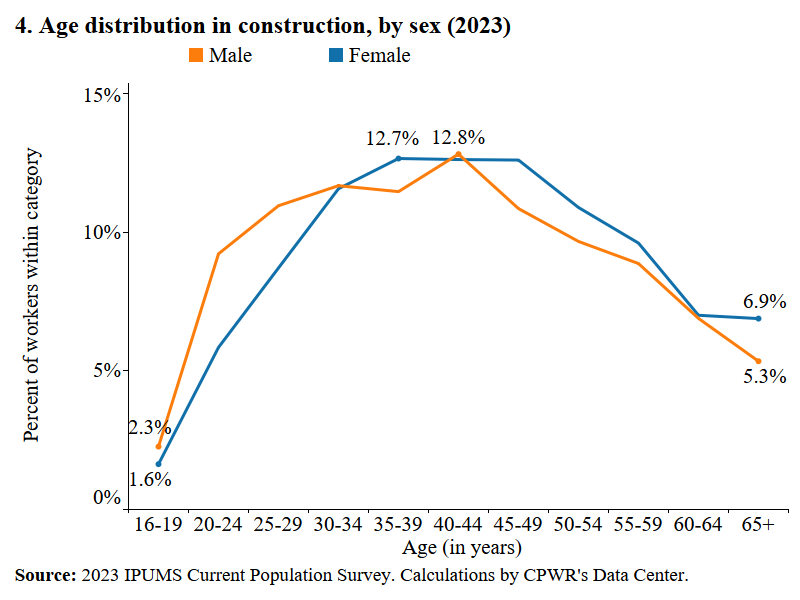 4. Age distribution in construction, by sex (2023)
Male Female
15%
12.7% 12.8%
10%
6.9%
5%
5.3%
2.3%
1.6%
0%
Percent of workers within category
16-19 20-24 25-29 30-34 35-39 40-44 45-49 50-54 55-59 60-64 65+
Age (in years)
Source: 2023 IPUMS Current Population Survey. Calculations by CPWR's Data Center.